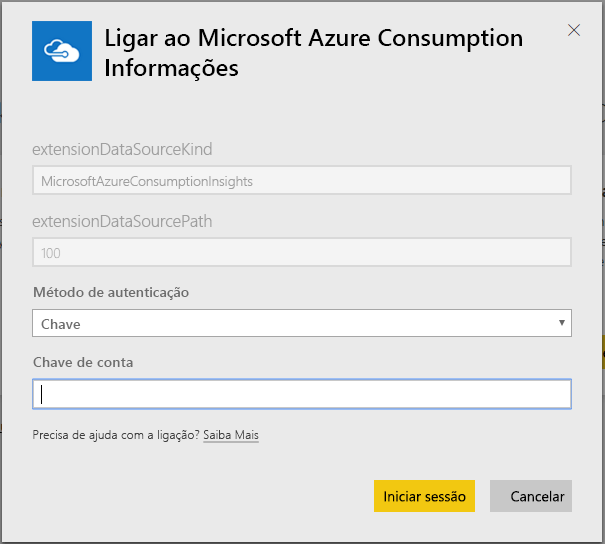 Ligar ao Microsoft Azure Consumption
Informações
extensionDataSourceKind
MicrosoftAzureConsumptionInsights
extensionDataSourcePath
100
Método de autenticação
Chave
Chave de conta
Precisa de ajuda com a ligação? Saiba Mais
Iniciar sessão
Cancelar